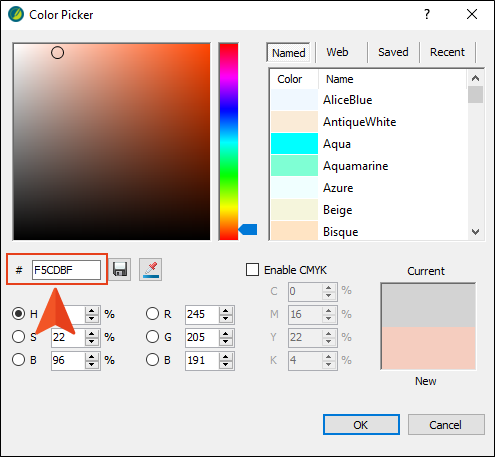 Color Picker ?
Named Web Saved Recent
Color Name
AliceBlue
AntiqueWhite
Aqua
Aquamarine
Azure
Beige
Bisque
# F5CDBF
Enable CMYK
Current
New
H %
S 22 %
B 96 %
R 245
G 205
B 191
C 0 %
M 16 %
Y 22 %
K 4 %
OK Cancel